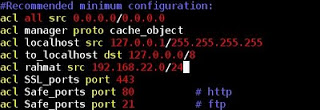 #Recommended minimum configuration:
acl all src 0.0.0.0/0.0.0.0
acl manager proto cache_object
acl localhost src 127.0.0.1/255.255.255.255
acl to_localhost dst 127.0.0.0/8
acl rahmat src 192.168.22.0/24
acl SSL_ports port 443
acl Safe_ports port 80 # http
acl Safe_ports port 21 # ftp